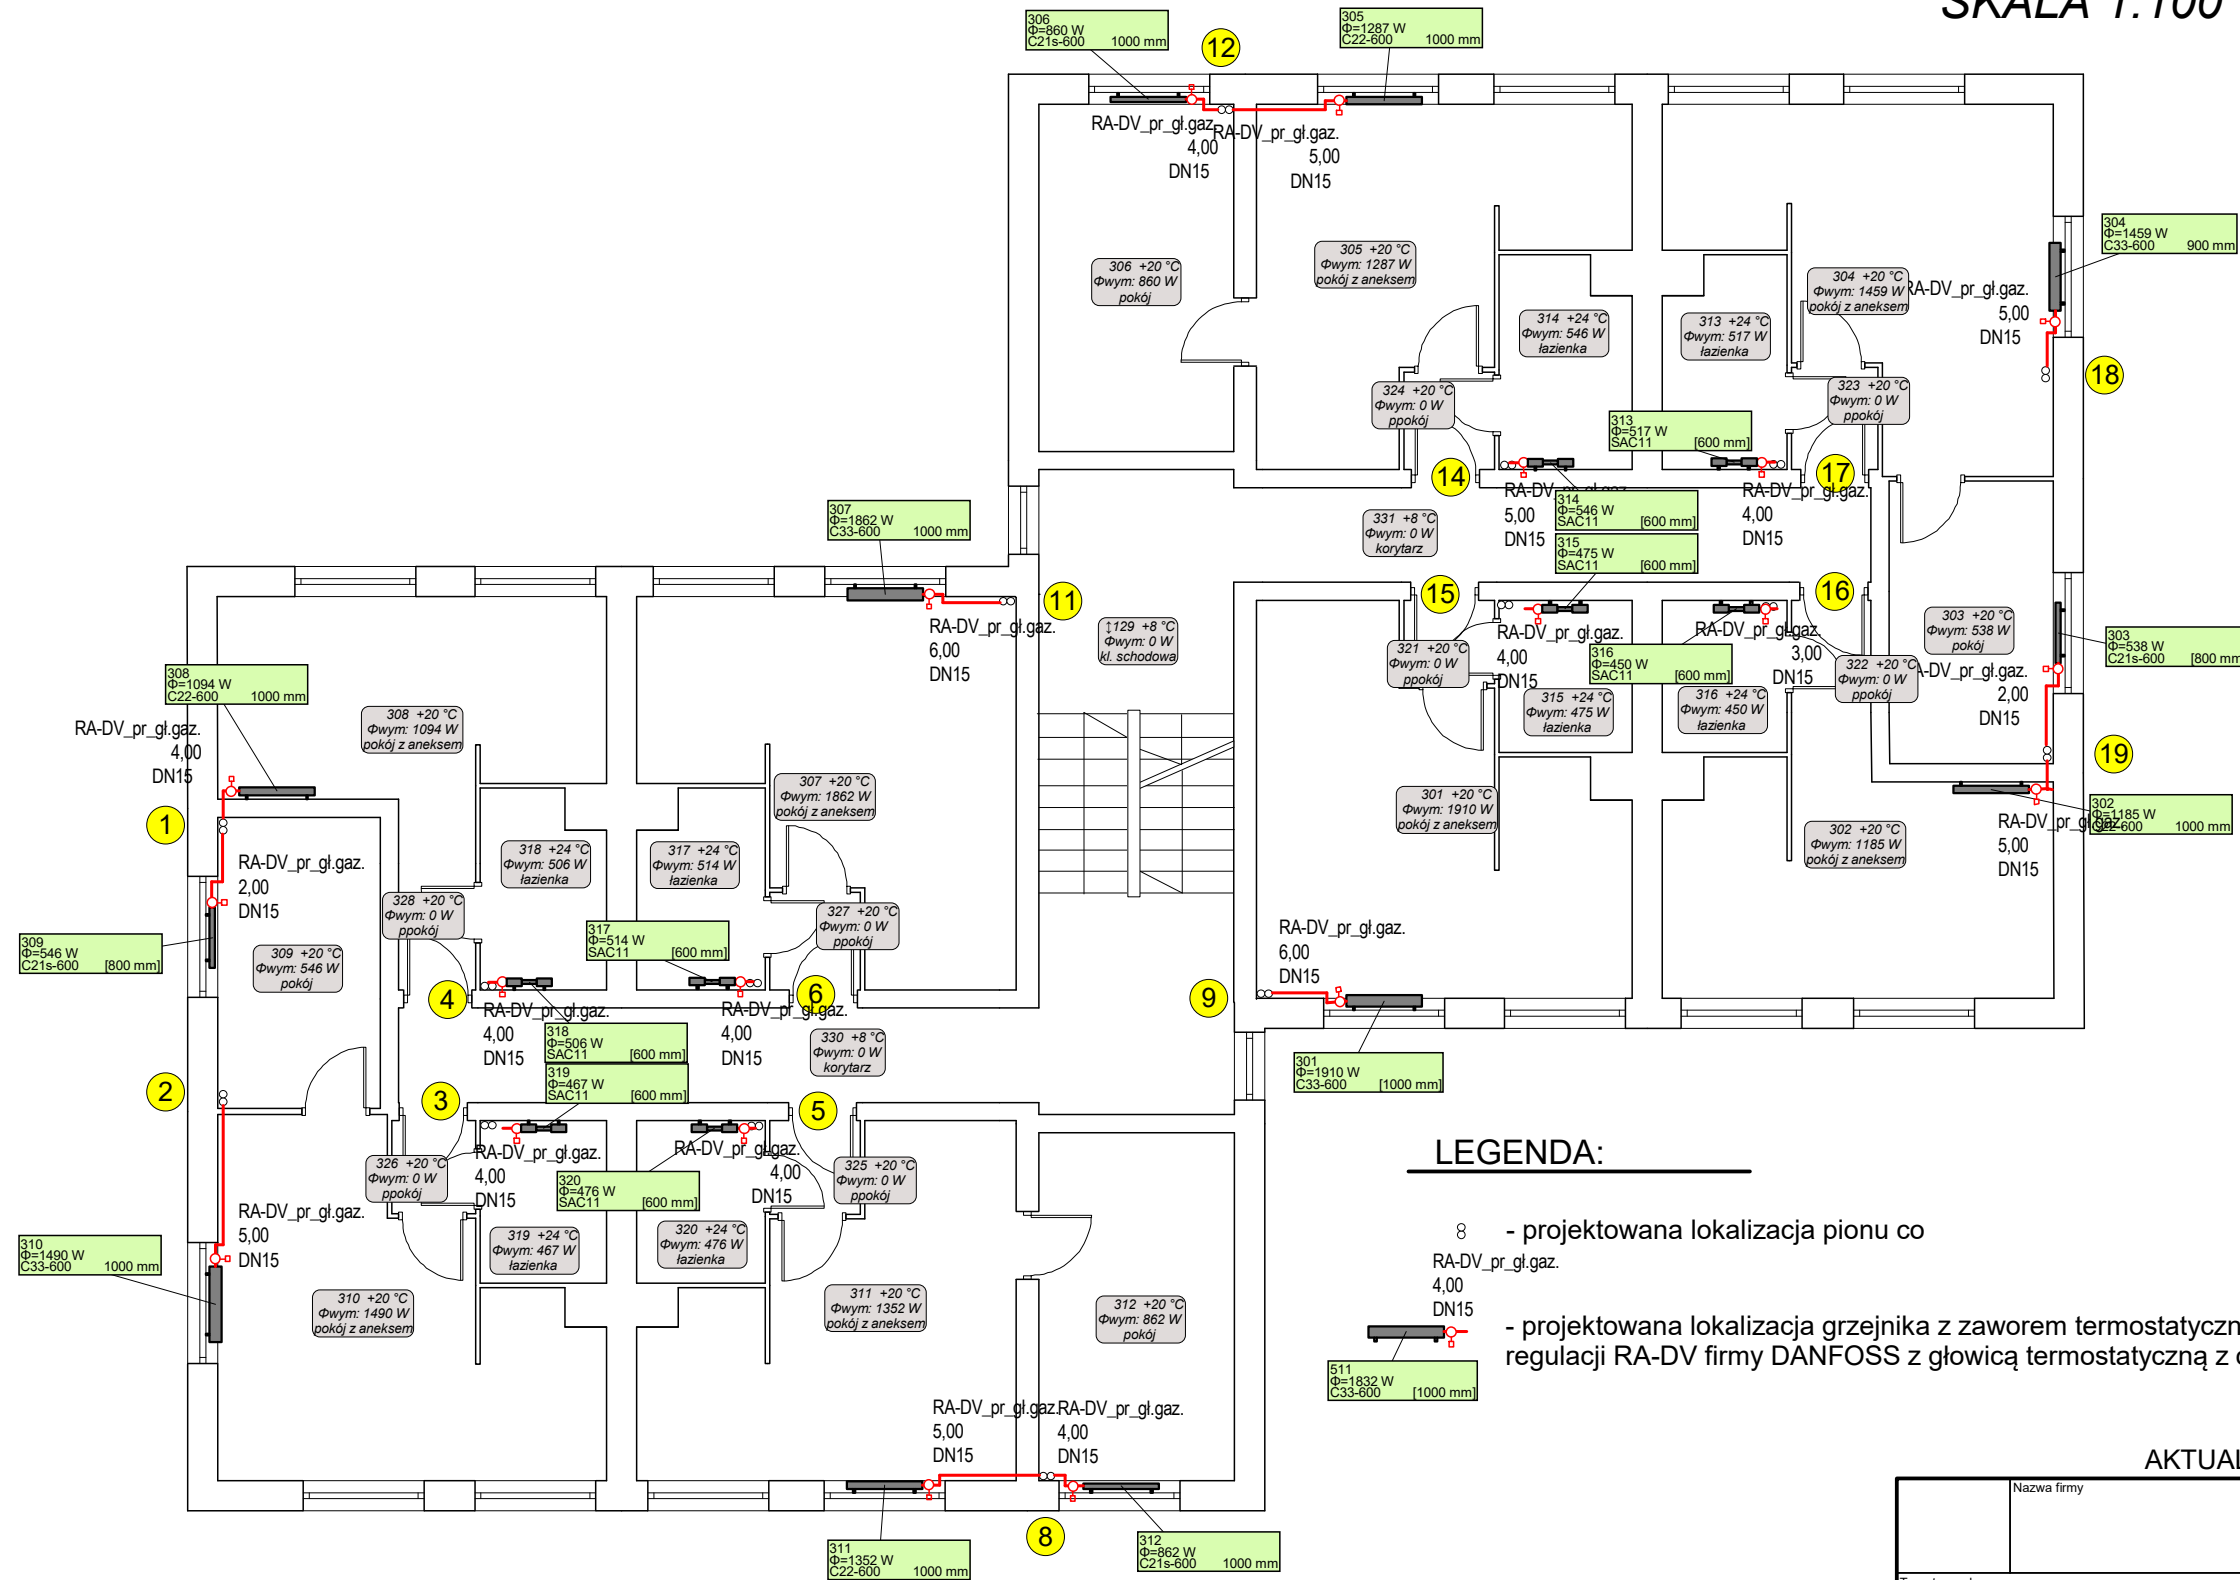 SKALA 1:100
306
Φ=860 W
C21s-600 1000 mm
12
305
Φ=1287 W
C22-600 1000 mm
RA-DV_pr_gł.gaz.
4,00
DN15
RA-DV_pr_gł.gaz.
5,00
DN15
304
Φ=1459 W
C33-600 900 mm
306 +20 °C
Φwym: 860 W
pokój
305 +20 °C
Φwym: 1287 W
pokój z aneksem
304 +20 °C
Φwym: 1459 W
pokój z aneksem
RA-DV_pr_gł.gaz.
5,00
DN15
314 +24 °C
Φwym: 546 W
łazienka
313 +24 °C
Φwym: 517 W
łazienka
18
324 +20 °C
Φwym: 0 W
ppokój
323 +20 °C
Φwym: 0 W
ppokój
313
Φ=517 W
SAC11 [600 mm]
14
17
RA-DV_pr_gł.gaz.
5,00
DN15
314
Φ=546 W
SAC11 [600 mm]
RA-DV_pr_gł.gaz.
4,00
DN15
307
Φ=1862 W
C33-600 1000 mm
331 +8 °C
Φwym: 0 W
korytarz
315
Φ=475 W
SAC11 [600 mm]
11
15
16
RA-DV_pr_gł.gaz.
6,00
DN15
↕129 +8 °C
Φwym: 0 W
kl. schodowa
RA-DV_pr_gł.gaz.
4,00
DN15
RA-DV_pr_gł.gaz.
3,00
DN15
303 +20 °C
Φwym: 538 W
pokój
303
Φ=538 W
C21s-600 [800 mm
321 +20 °C
Φwym: 0 W
ppokój
316
Φ=450 W
SAC11 [600 mm]
322 +20 °C
Φwym: 0 W
ppokój
RA-DV_pr_gł.gaz.
2,00
DN15
308
Φ=1094 W
C22-600 1000 mm
315 +24 °C
Φwym: 475 W
łazienka
316 +24 °C
Φwym: 450 W
łazienka
RA-DV_pr_gł.gaz.
4,00
DN15
308 +20 °C
Φwym: 1094 W
pokój z aneksem
19
307 +20 °C
Φwym: 1862 W
pokój z aneksem
301 +20 °C
Φwym: 1910 W
pokój z aneksem
302
Φ=1185 W
C22-600 1000 mm
1
RA-DV_pr_gł.gaz.
5,00
DN15
302 +20 °C
Φwym: 1185 W
pokój z aneksem
318 +24 °C
Φwym: 506 W
łazienka
317 +24 °C
Φwym: 514 W
łazienka
RA-DV_pr_gł.gaz.
2,00
DN15
328 +20 °C
Φwym: 0 W
ppokój
327 +20 °C
Φwym: 0 W
ppokój
317
Φ=514 W
SAC11 [600 mm]
RA-DV_pr_gł.gaz.
6,00
DN15
309
Φ=546 W
C21s-600 [800 mm]
309 +20 °C
Φwym: 546 W
pokój
4
6
9
RA-DV_pr_gł.gaz.
4,00
DN15
RA-DV_pr_gł.gaz.
4,00
DN15
318
Φ=506 W
SAC11 [600 mm]
330 +8 °C
Φwym: 0 W
korytarz
301
Φ=1910 W
C33-600 [1000 mm]
319
Φ=467 W
SAC11 [600 mm]
2
3
5
RA-DV_pr_gł.gaz.
4,00
DN15
RA-DV_pr_gł.gaz.
4,00
DN15
326 +20 °C
Φwym: 0 W
ppokój
320
Φ=476 W
SAC11 [600 mm]
325 +20 °C
Φwym: 0 W
ppokój
LEGENDA:
RA-DV_pr_gł.gaz.
5,00
DN15
319 +24 °C
Φwym: 467 W
łazienka
320 +24 °C
Φwym: 476 W
łazienka
- projektowana lokalizacja pionu co
310
Φ=1490 W
C33-600 1000 mm
RA-DV_pr_gł.gaz.
4,00
DN15
310 +20 °C
Φwym: 1490 W
pokój z aneksem
311 +20 °C
Φwym: 1352 W
pokój z aneksem
312 +20 °C
Φwym: 862 W
pokój
- projektowana lokalizacja grzejnika z zaworem termostatyczn
regulacji RA-DV firmy DANFOSS z głowicą termostatyczną z
511
Φ=1832 W
C33-600 [1000 mm]
RA-DV_pr_gł.gaz.
5,00
DN15
RA-DV_pr_gł.gaz.
4,00
DN15
AKTUAL
Nazwa firmy
8
311
Φ=1352 W
C22-600 1000 mm
312
Φ=862 W
C21s-600 1000 mm